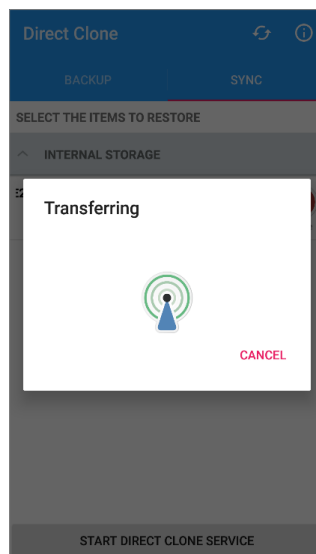 Direct Clone
BACKUP SYNC
SELECT THE ITEMS TO RESTORE
INTERNAL STORAGE
Transferring
CANCEL
START DIRECT CLONE SERVICE